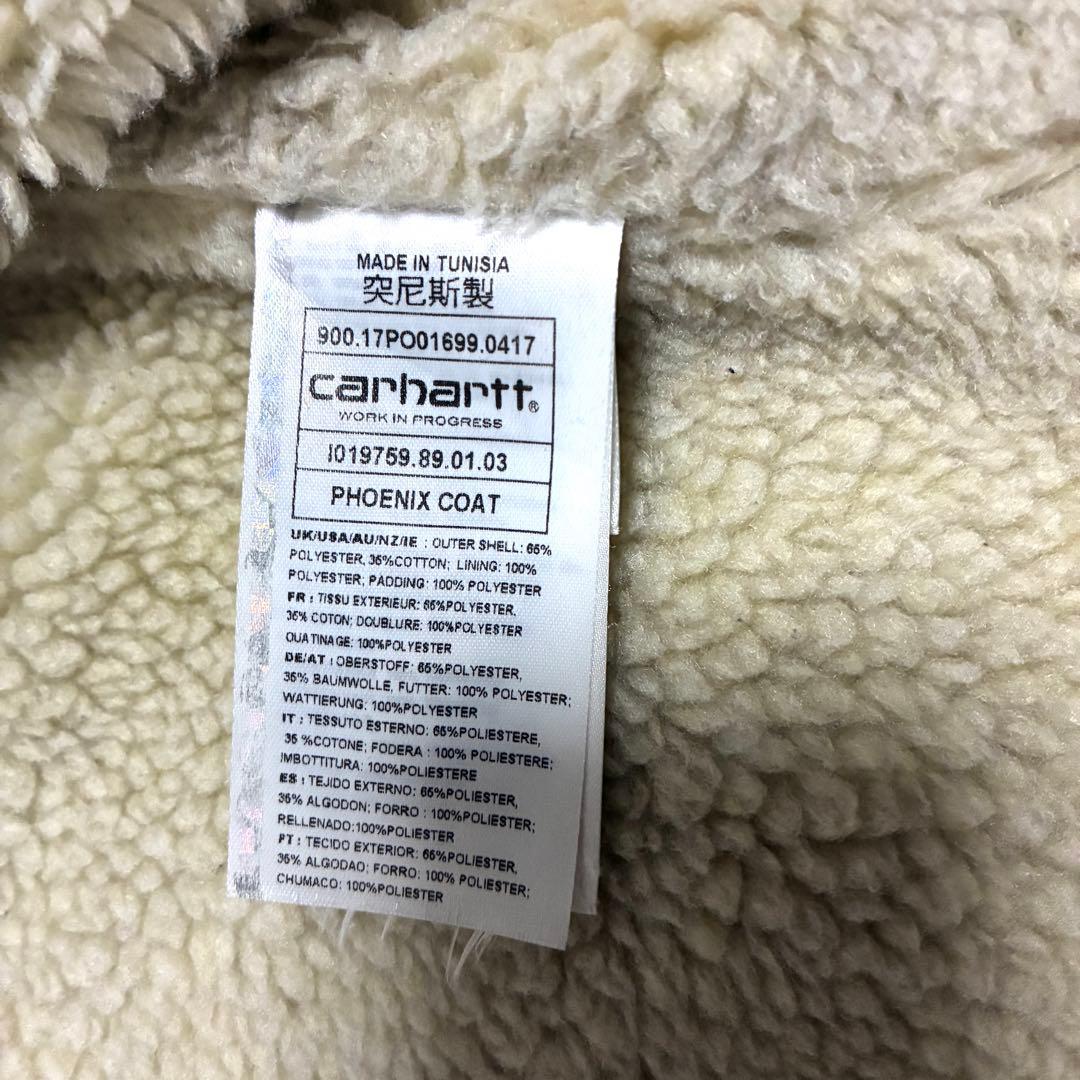 MADE IN TUNISIA
突尼斯製
900.17PO01699.0417
carhartt®
WORK IN PROGRESS
I019759.89.01.03
PHOENIX COAT
UK/USA/AU/NZ/IE : OUTER SHELL: 65%
POLYESTER, 35%COTTON; LINING: 100%
POLYESTER; PADDING: 100% POLYESTER
FR : TISSU EXTERIEUR: 65%POLYESTER,
35% COTON; DOUBLURE: 100%POLYESTER
OUATINAGE: 100%POLYESTER
DE/AT : OBERSTOFF: 65%POLYESTER,
35% BAUMWOLLE, FUTTER: 100% POLYESTER;
WATTIERUNG: 100%POLYESTER
IT : TESSUTO ESTERNO: 65%POLIESTERE,
35 %COTONE; FODERA : 100% POLIESTERE;
IMBOTTITURA: 100%POLIESTERE
ES : TEJIDO EXTERNO: 65%POLIESTER,
35% ALGODON; FORRO : 100%POLIESTER;
RELLENADO:100%POLIESTER
PT : TECIDO EXTERIOR: 65%POLIESTER,
35% ALGODAO; FORRO: 100% POLIESTER;
CHUMACO: 100%POLIESTER